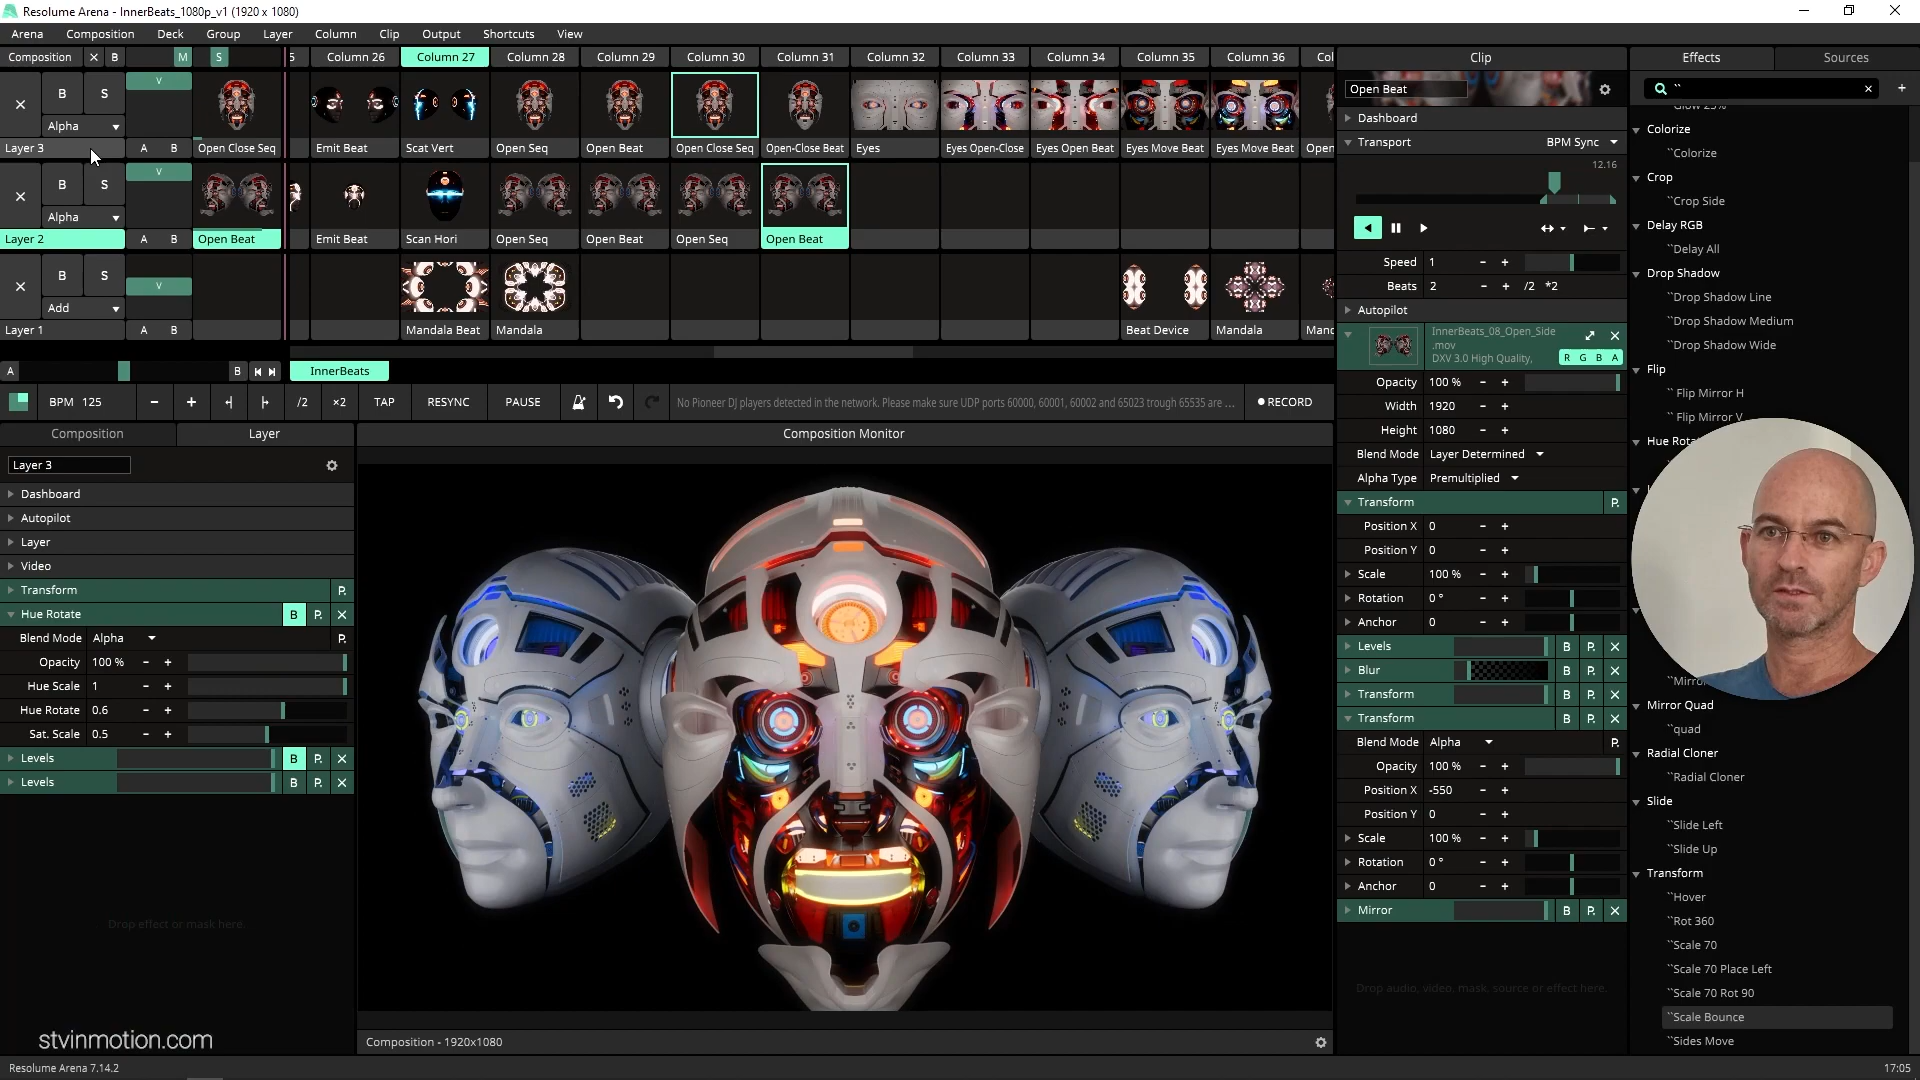 Resolume Arena - InnerBeats_1080p_v1 (1920 x 1080)
Arena Composition Deck Group Layer Column Clip Output Shortcuts View
Composition B M S 5 Column 26 Column 27 Column 28 Column 29 Column 30 Column 31 Column 32 Column 33 Column 34 Column 35 Column 36 Col
B S V
Alpha
Layer 3 A B Open Close Seq Emit Beat Scat Vert Open Seq Open Beat Open Close Seq Open-Close Beat Eyes Eyes Open-Close Eyes Open Beat Eyes Move Beat Eyes Move Beat Open
B S V
Alpha
Layer 2 A B Open Beat Emit Beat Scan Hori Open Seq Open Beat Open Seq Open Beat
B S V
Add
Layer 1 A B Mandala Beat Mandala Beat Device Mandala Mand
A B InnerBeats
BPM 125 - + /2 ×2 TAP RESYNC PAUSE No Pioneer DJ players detected in the network. Please make sure UDP ports 60000, 60001, 60002 and 65023 trough 65535 are ... RECORD
Composition Layer
Layer 3
Dashboard
Autopilot
Layer
Video
Transform P.
Hue Rotate B P.
Blend Mode Alpha P.
Opacity 100 % - +
Hue Scale 1 - +
Hue Rotate 0.6 - +
Sat. Scale 0.5 - +
Levels B P.
Levels B P.
Drop effect or mask here.
stvinmotion.com
Resolume Arena 7.14.2
Composition Monitor
Composition - 1920x1080
Clip
Open Beat
Dashboard
Transport BPM Sync
12.16
Speed 1 - +
Beats 2 - + /2 *2
Autopilot
InnerBeats_08_Open_Side
.mov
DXV 3.0 High Quality, R G B A
Opacity 100 % - +
Width 1920 - +
Height 1080 - +
Blend Mode Layer Determined
Alpha Type Premultiplied
Transform P.
Position X 0 - +
Position Y 0 - +
Scale 100 % - +
Rotation 0 ° - +
Anchor 0 - +
Levels B P.
Blur B P.
Transform B P.
Transform B P.
Blend Mode Alpha P.
Opacity 100 % - +
Position X -550 - +
Position Y 0 - +
Scale 100 % - +
Rotation 0 ° - +
Anchor 0 - +
Mirror B P.
Drop audio, video, mask, source or effect here.
Effects Sources
`` +
Glow 25%
Colorize
``Colorize
Crop
``Crop Side
Delay RGB
``Delay All
Drop Shadow
``Drop Shadow Line
``Drop Shadow Medium
``Drop Shadow Wide
Flip
`` Flip Mirror H
`` Flip Mirror V
Hue Rota
``Mirro
Mirror Quad
``quad
Radial Cloner
``Radial Cloner
Slide
``Slide Left
``Slide Up
Transform
``Hover
``Rot 360
``Scale 70
``Scale 70 Place Left
``Scale 70 Rot 90
``Scale Bounce
``Sides Move
17:05